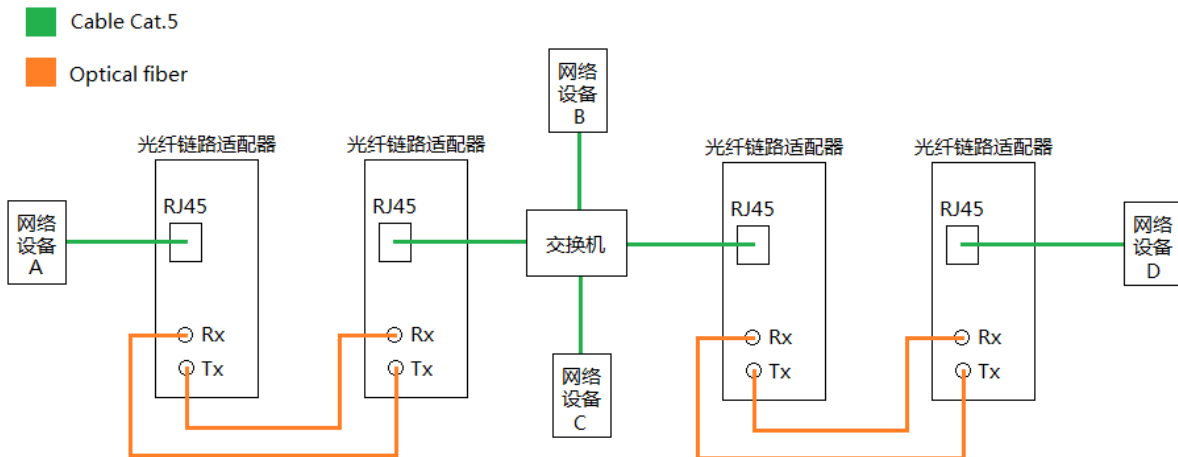 Cable Cat.5
Optical fiber
网络
设备
B
光纤链路适配器
光纤链路适配器
光纤链路适配器
光纤链路适配器
RJ45
RJ45
RJ45
RJ45
网络
设备
A
交换机
网络
设备
D
Rx
Rx
Rx
Rx
Tx
Tx
Tx
Tx
网络
设备
C